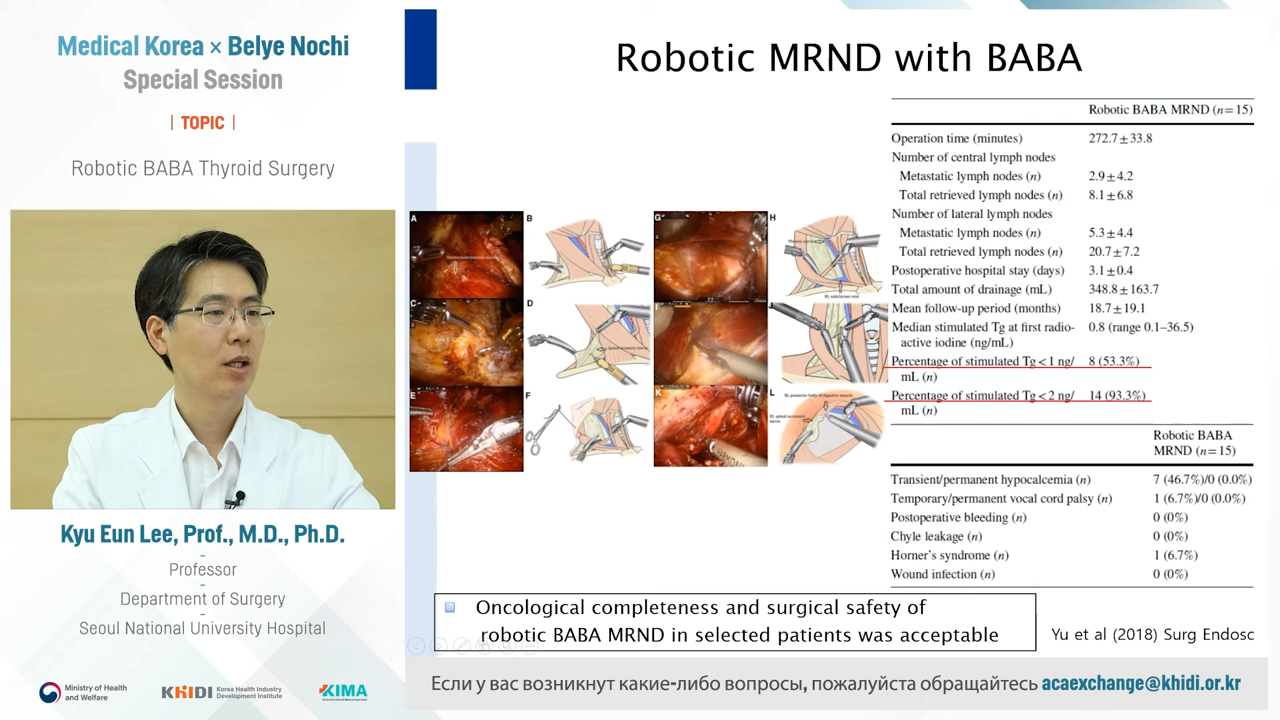 Medical Korea × Belye Nochi
Special Session
| TOPIC |
Robotic BABA Thyroid Surgery
Kyu Eun Lee, Prof., M.D., Ph.D.
-
Professor
-
Department of Surgery
-
Seoul National University Hospital
Ministry of Health
and Welfare
KHIDI
Korea Health Industry
Development Institute
KIMA
Robotic MRND with BABA
A
B
C
D
E
F
G
H
K
L
Robotic BABA MRND (n=15)
Operation time (minutes) 272.7±33.8
Number of central lymph nodes
Metastatic lymph nodes (n) 2.9±4.2
Total retrieved lymph nodes (n) 8.1±6.8
Number of lateral lymph nodes
Metastatic lymph nodes (n) 5.3±4.4
Total retrieved lymph nodes (n) 20.7±7.2
Postoperative hospital stay (days) 3.1±0.4
Total amount of drainage (mL) 348.8±163.7
Mean follow-up period (months) 18.7±19.1
Median stimulated Tg at first radio- 0.8 (range 0.1–36.5)
active iodine (ng/mL)
Percentage of stimulated Tg<1 ng/ 8 (53.3%)
mL (n)
Percentage of stimulated Tg<2 ng/ 14 (93.3%)
mL (n)
Robotic BABA
MRND (n=15)
Transient/permanent hypocalcemia (n) 7 (46.7%)/0 (0.0%)
Temporary/permanent vocal cord palsy (n) 1 (6.7%)/0 (0.0%)
Postoperative bleeding (n) 0 (0%)
Chyle leakage (n) 0 (0%)
Horner's syndrome (n) 1 (6.7%)
Wound infection (n) 0 (0%)
Oncological completeness and surgical safety of
robotic BABA MRND in selected patients was acceptable
Yu et al (2018) Surg Endosc
Если у вас возникнут какие-либо вопросы, пожалуйста обращайтесь acaexchange@khidi.or.kr